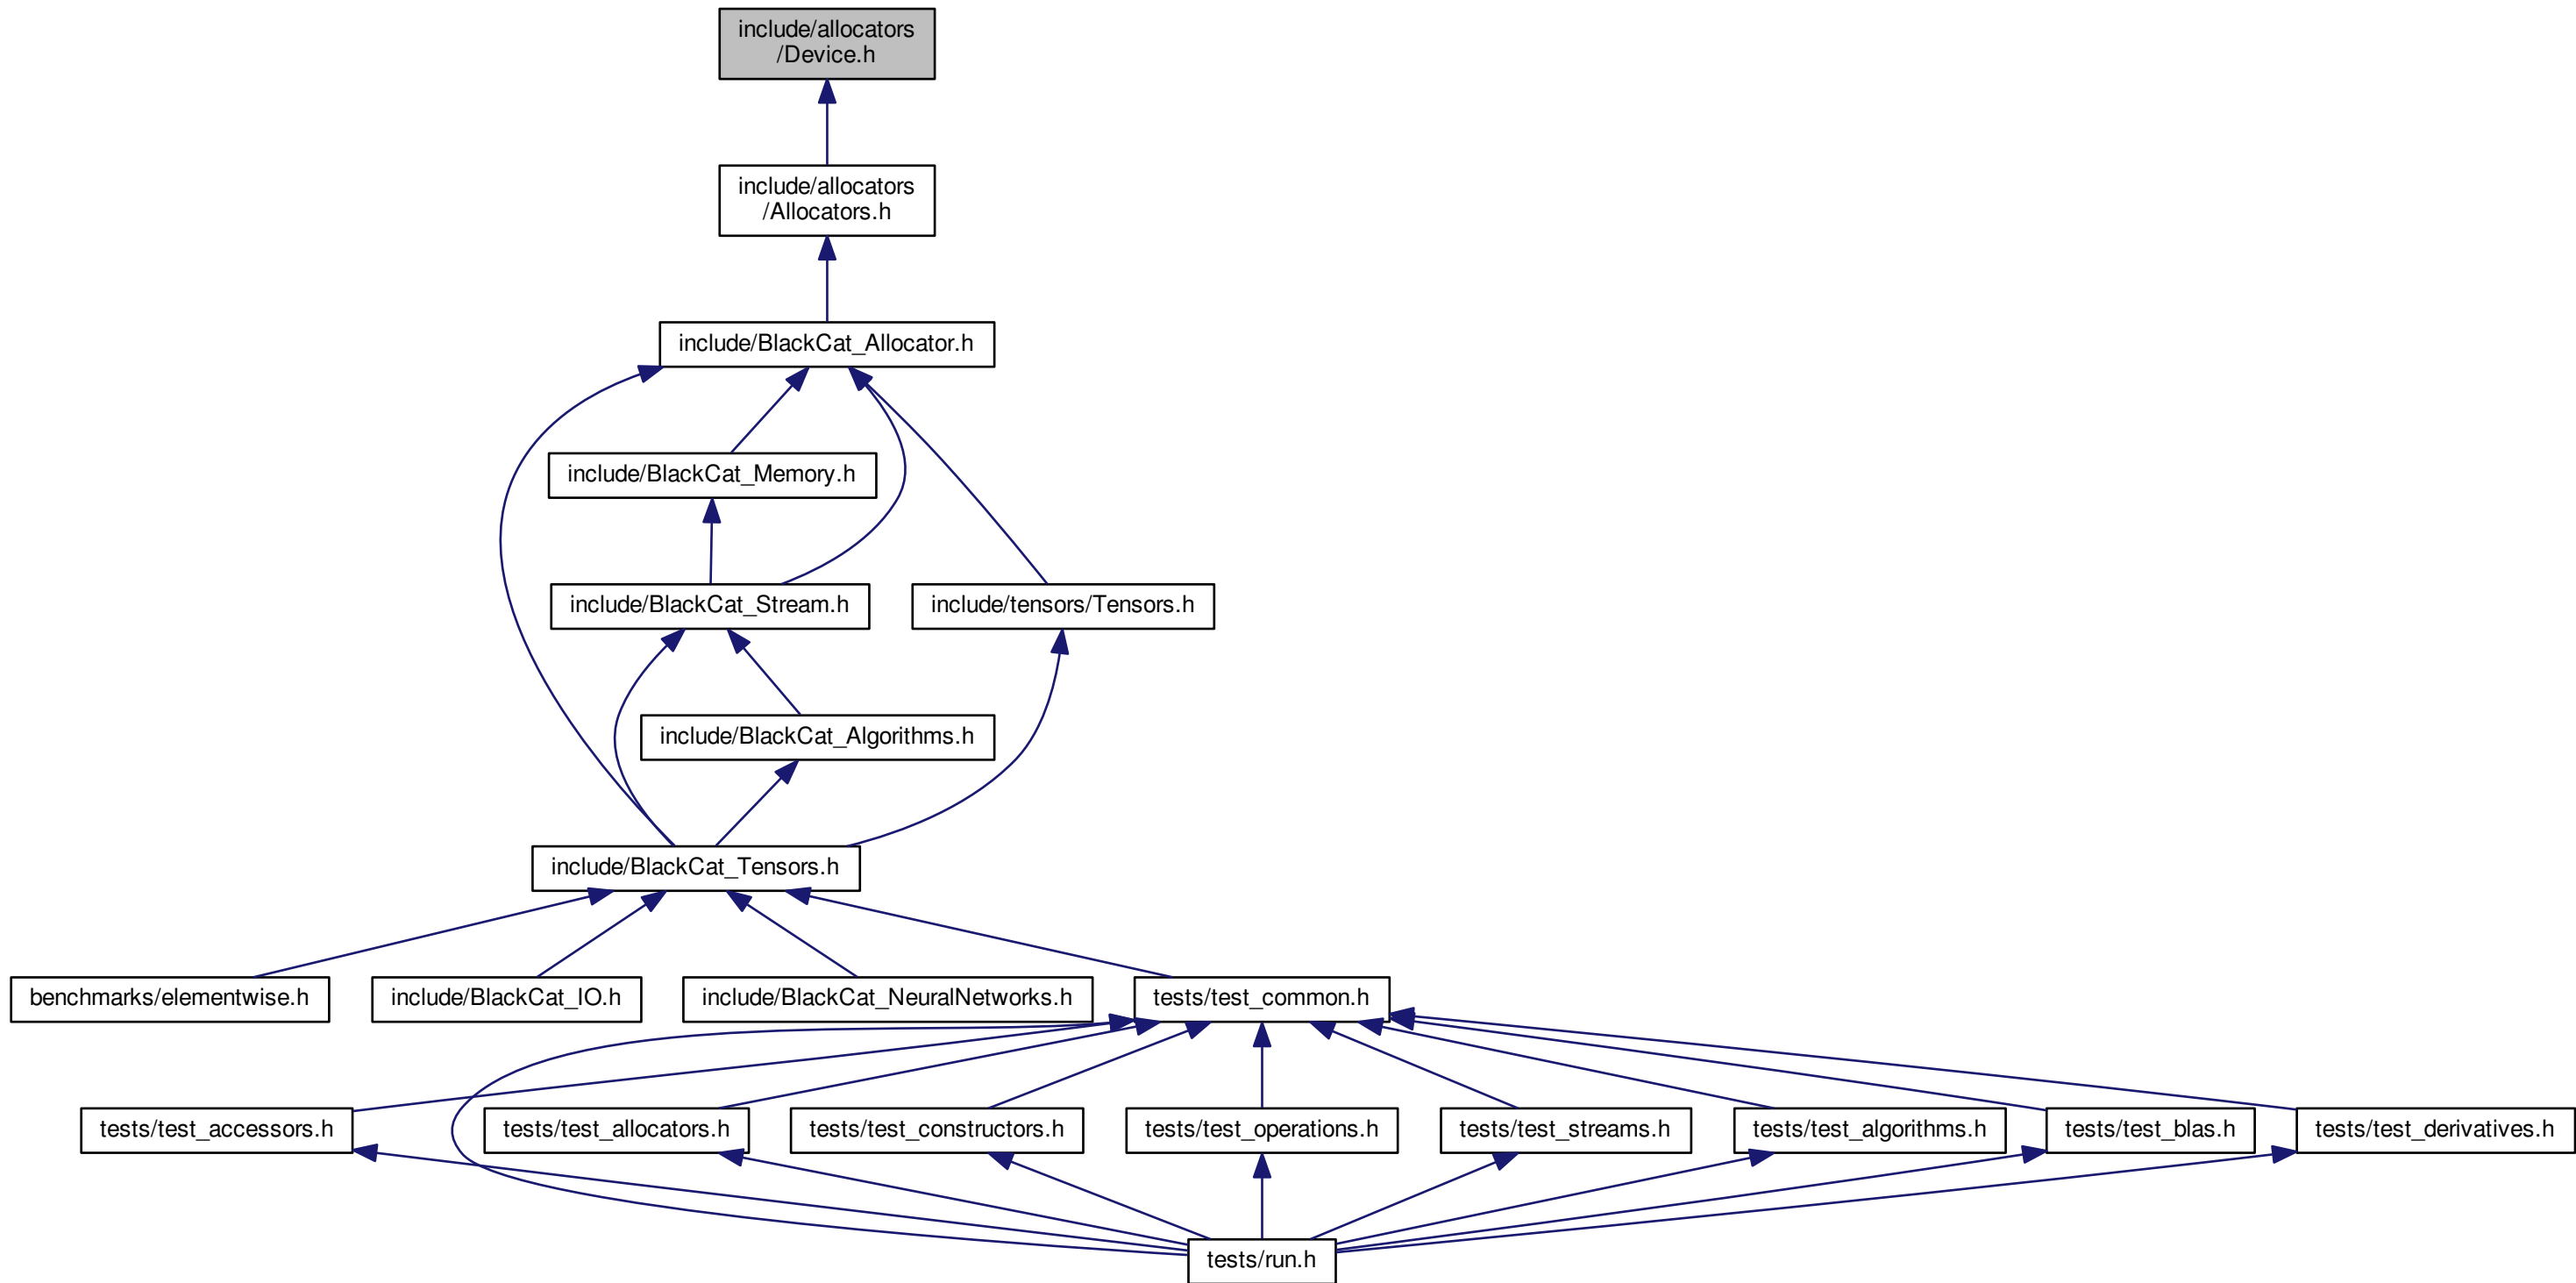 include/allocators
/Device.h
include/allocators
/Allocators.h
include/BlackCat_Allocator.h
include/BlackCat_Memory.h
include/BlackCat_Stream.h
include/tensors/Tensors.h
include/BlackCat_Algorithms.h
include/BlackCat_Tensors.h
benchmarks/elementwise.h
include/BlackCat_IO.h
include/BlackCat_NeuralNetworks.h
tests/test_common.h
tests/test_accessors.h
tests/test_allocators.h
tests/test_constructors.h
tests/test_operations.h
tests/test_streams.h
tests/test_algorithms.h
tests/test_blas.h
tests/test_derivatives.h
tests/run.h